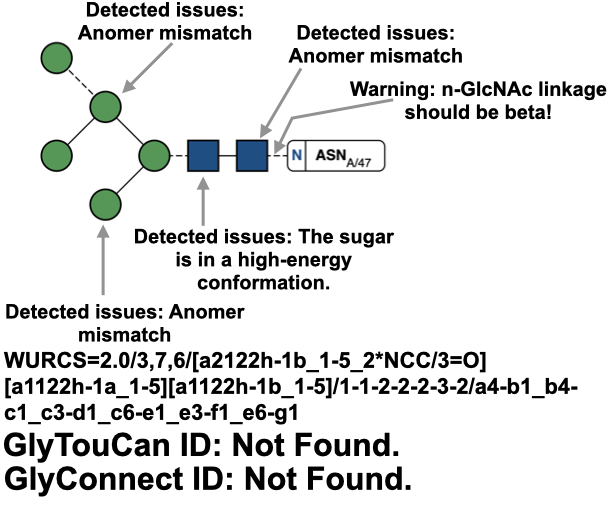 Detected issues:
Anomer mismatch
Detected issues:
Anomer mismatch
Warning: n-GlcNAc linkage
should be beta!
N
ASN A/47
Detected issues: The sugar
is in a high-energy
conformation.
Detected issues: Anomer
mismatch
WURCS=2.0/3,7,6/[a2122h-1b_1-5_2*NCC/3=O]
[a1122h-1a_1-5][a1122h-1b_1-5]/1-1-2-2-2-3-2/a4-b1_b4-
c1_c3-d1_c6-e1_e3-f1_e6-g1
GlyTouCan ID: Not Found.
GlyConnect ID: Not Found.